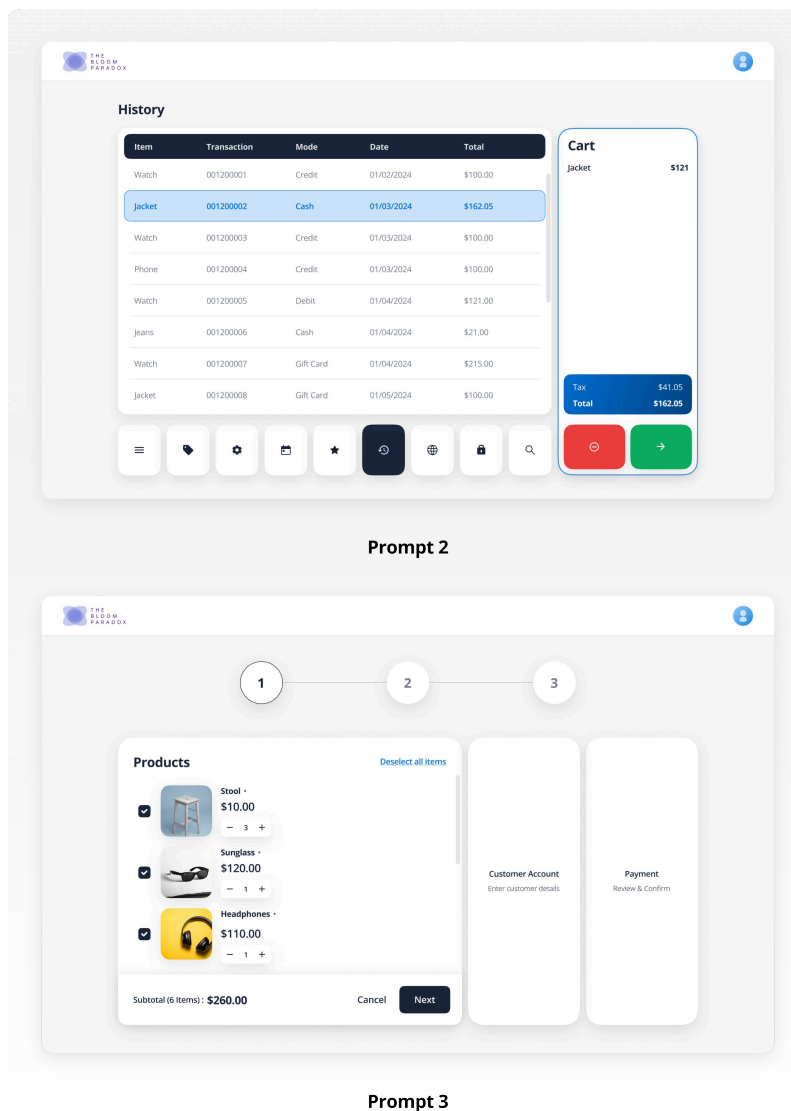 THE
BLOOM
PARADOX
History
Item Transaction Mode Date Total
Watch 001200001 Credit 01/02/2024 $100.00
Jacket 001200002 Cash 01/03/2024 $162.05
Watch 001200003 Credit 01/03/2024 $100.00
Phone 001200004 Credit 01/03/2024 $100.00
Watch 001200005 Debit 01/04/2024 $121.00
Jeans 001200006 Cash 01/04/2024 $21.00
Watch 001200007 Gift Card 01/04/2024 $215.00
Jacket 001200008 Gift Card 01/05/2024 $100.00
Cart
Jacket $121
Tax $41.05
Total $162.05
Prompt 2
THE
BLOOM
PARADOX
1 2 3
Products Deselect all items
Stool •
$10.00
− 3 +
Sunglass •
$120.00
− 1 +
Headphones •
$110.00
− 1 +
Subtotal (6 Items) : $260.00 Cancel Next
Customer Account
Enter customer details
Payment
Review & Confirm
Prompt 3